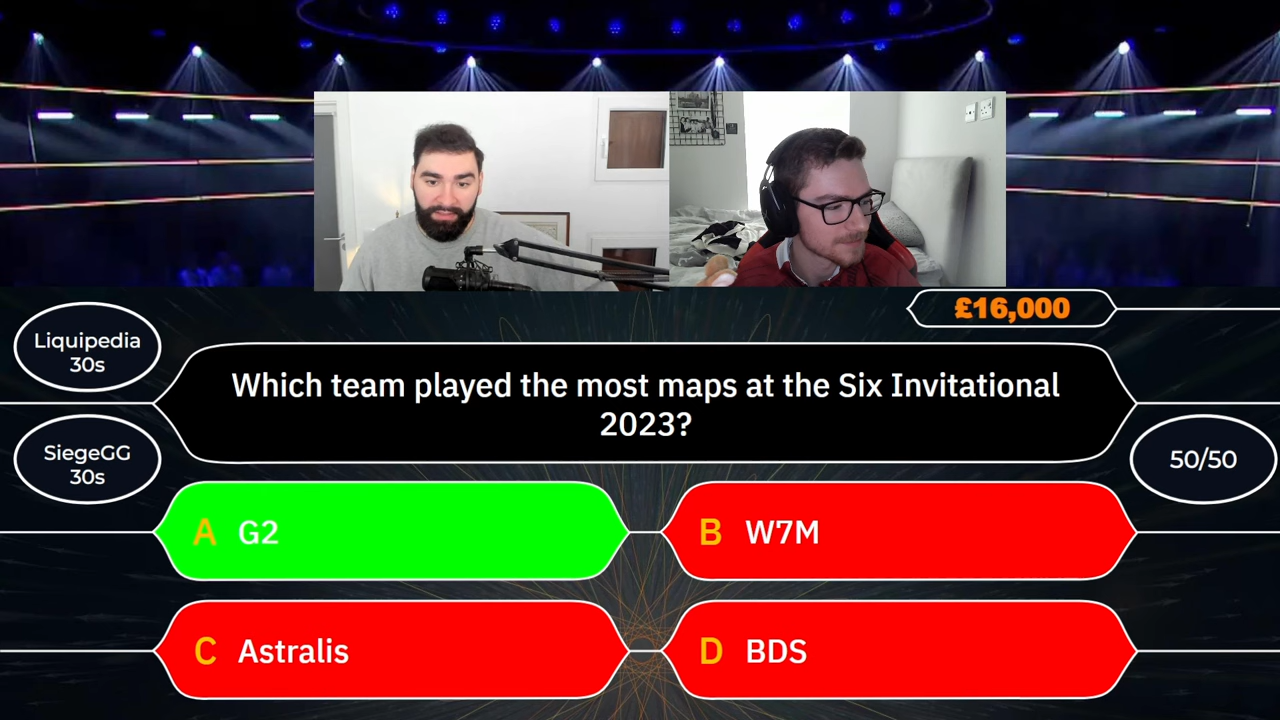 £16,000
Liquipedia
30s
Which team played the most maps at the Six Invitational
2023?
SiegeGG
30s
50/50
A G2
B W7M
C Astralis
D BDS